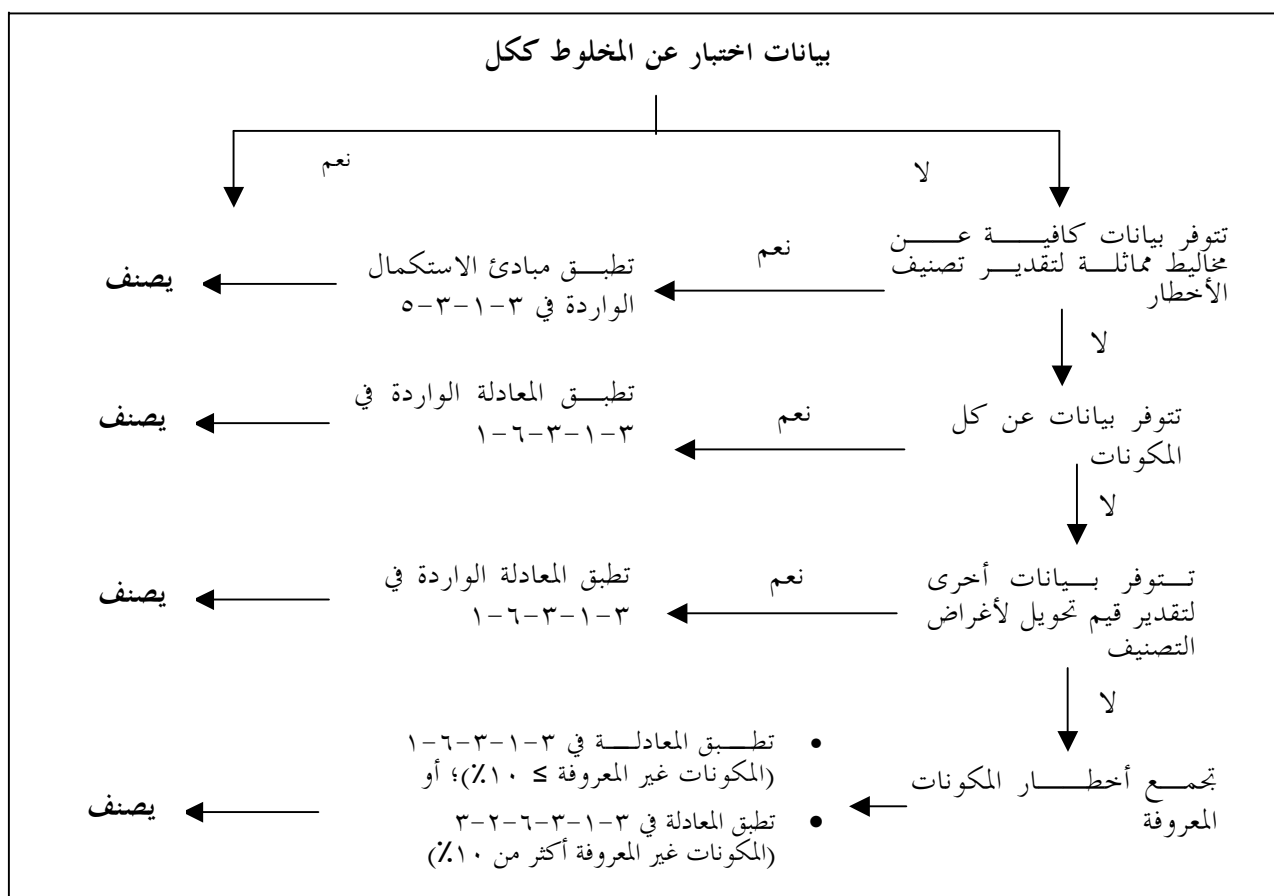 بيانات اختبار عن المخلوط ككل
لا
نعم
تتوفر بيانات كافية عن
مخاليط مماثلة لتقدير تصنيف
الأخطار
نعم
تطبق مبادئ الاستكمال
الواردة في ٣-١-٣-٥
يصنف
لا
تتوفر بيانات عن كل
المكونات
نعم
تطبق المعادلة الواردة في
٣-١-٣-٦-١
يصنف
لا
تتوفر بيانات أخرى
لتقدير قيم تحويل لأغراض
التصنيف
نعم
تطبق المعادلة الواردة في
٣-١-٣-٦-١
يصنف
لا
تجمع أخطار المكونات
المعروفة
• تطبق المعادلة في ٣-١-٣-٦-١
(المكونات غير المعروفة ≥ ١٠٪)؛ أو
• تطبق المعادلة في ٣-١-٣-٦-٢-٣
(المكونات غير المعروفة أكثر من ١٠٪)
يصنف